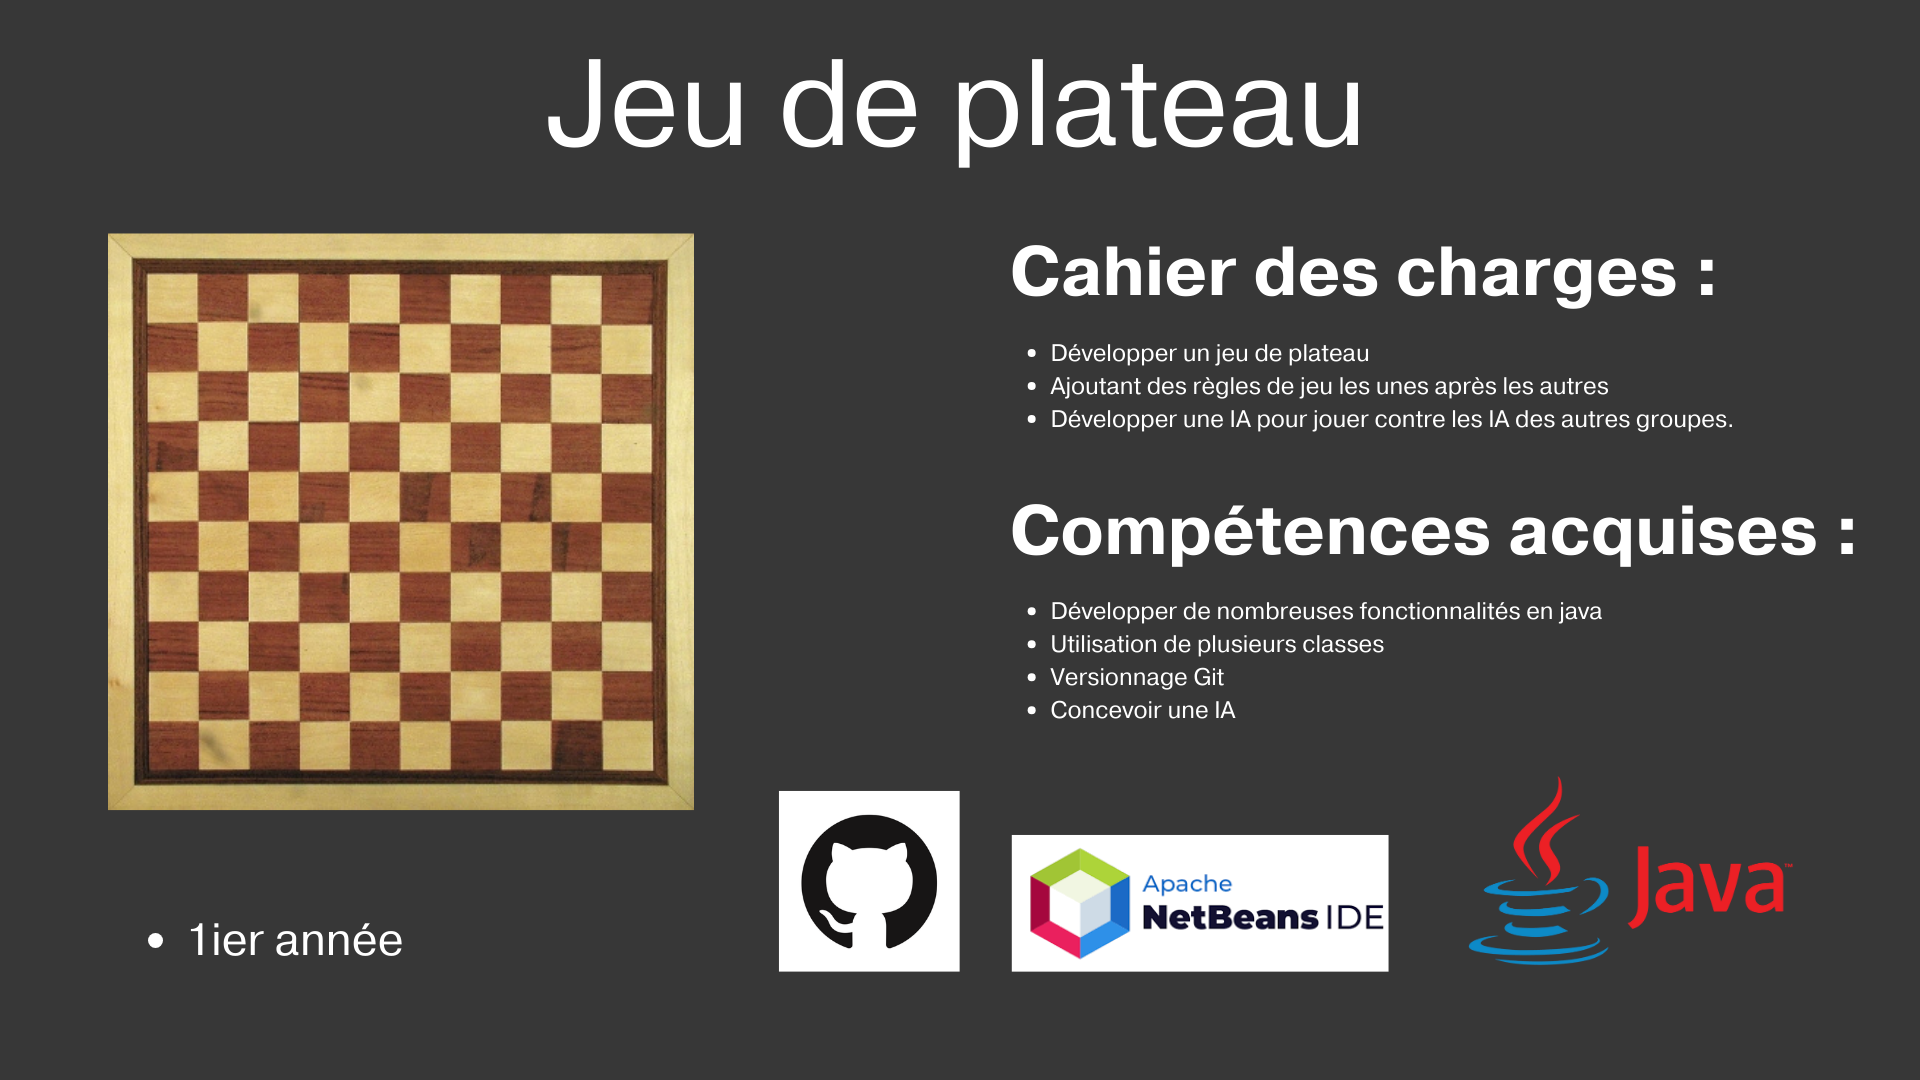 Jeu de plateau
Cahier des charges :
Développer un jeu de plateau
Ajoutant des règles de jeu les unes après les autres
Développer une IA pour jouer contre les IA des autres groupes.
Compétences acquises :
Développer de nombreuses fonctionnalités en java
Utilisation de plusieurs classes
Versionnage Git
Concevoir une IA
1ier année
Apache
NetBeans IDE
Java™